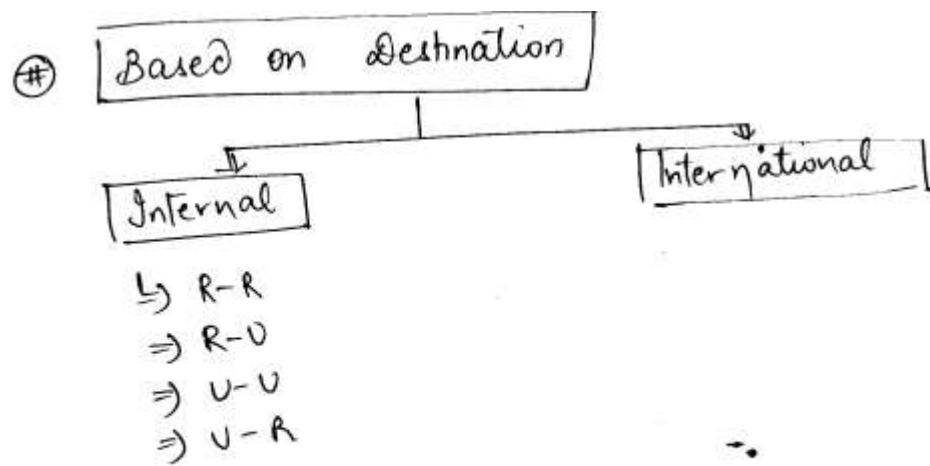 # Based on Destination
Internal
International
↳ R-R
⇒ R-U
⇒ U-U
⇒ U-R